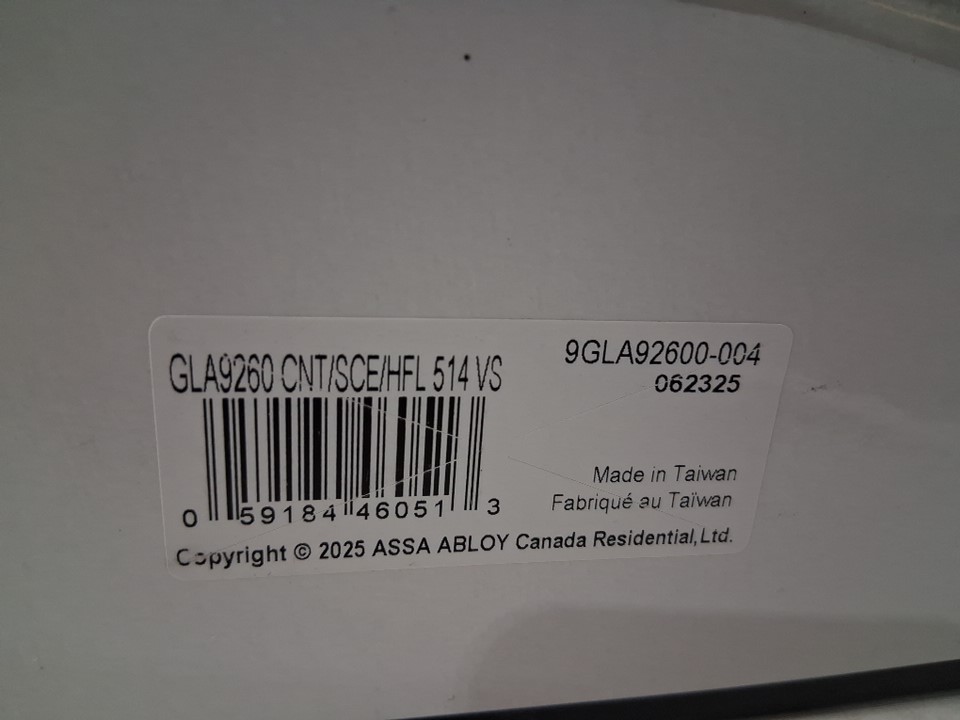 GLA9260 CNT/SCE/HFL 514 VS
9GLA92600-004
062325
0 59184 46051 3
Made in Taiwan
Fabriqué au Taïwan
Copyright © 2025 ASSA ABLOY Canada Residential,Ltd.